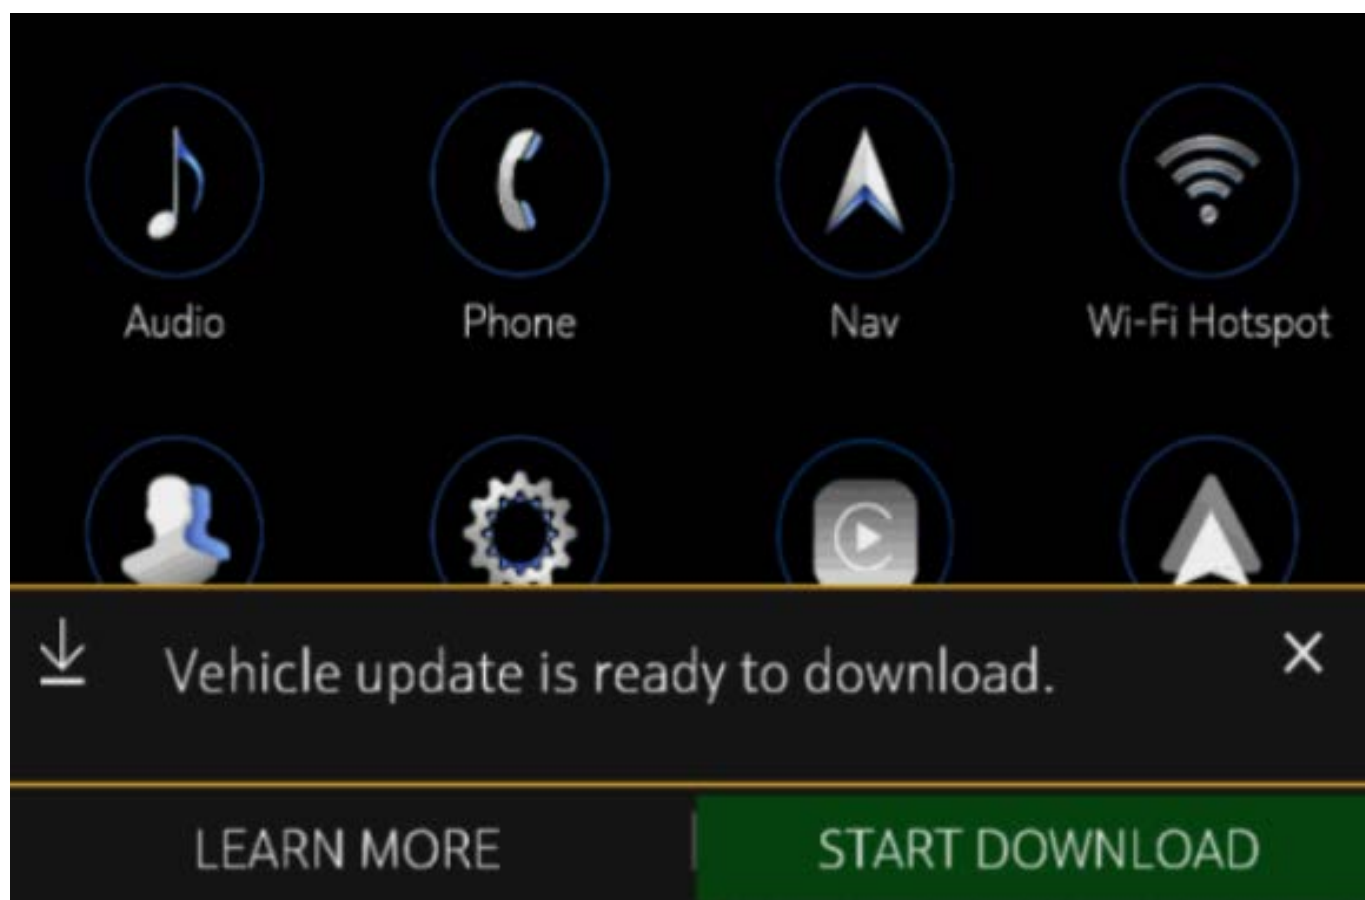 Audio
Phone
Nav
Wi-Fi Hotspot
Vehicle update is ready to download.
LEARN MORE
START DOWNLOAD